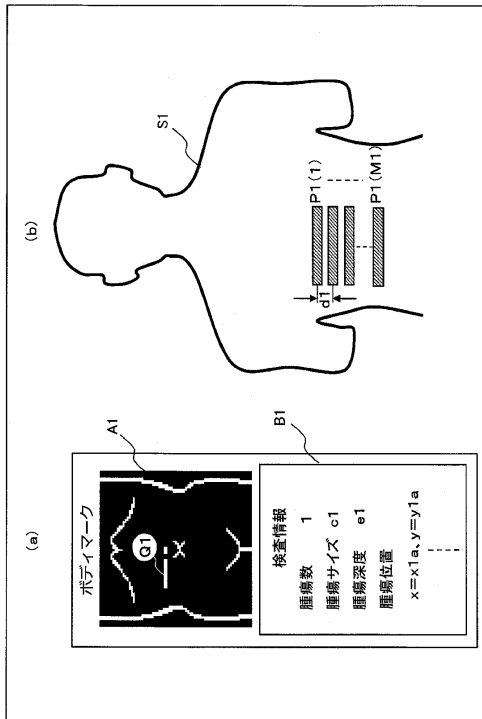 (a)
ボディマーク
A1
Q1
B1
検査情報
腫瘍数 1
腫瘍サイズ c1
腫瘍深度 e1
腫瘍位置
x=x1a、y=y1a
(b)
S1
P1(1)
d1
P1(M1)